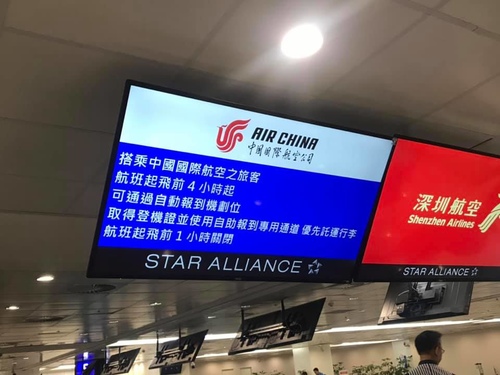 AIR CHINA
中国国际航空公司
搭乘中國國際航空之旅客
航班起飛前4小時起
可通過自動報到機劃位
取得登機證並使用自助報到專用通道 優先託運行李
航班起飛前1小時關閉
STAR ALLIANCE
深圳航空
Shenzhen Airlines
STAR ALLIANCE